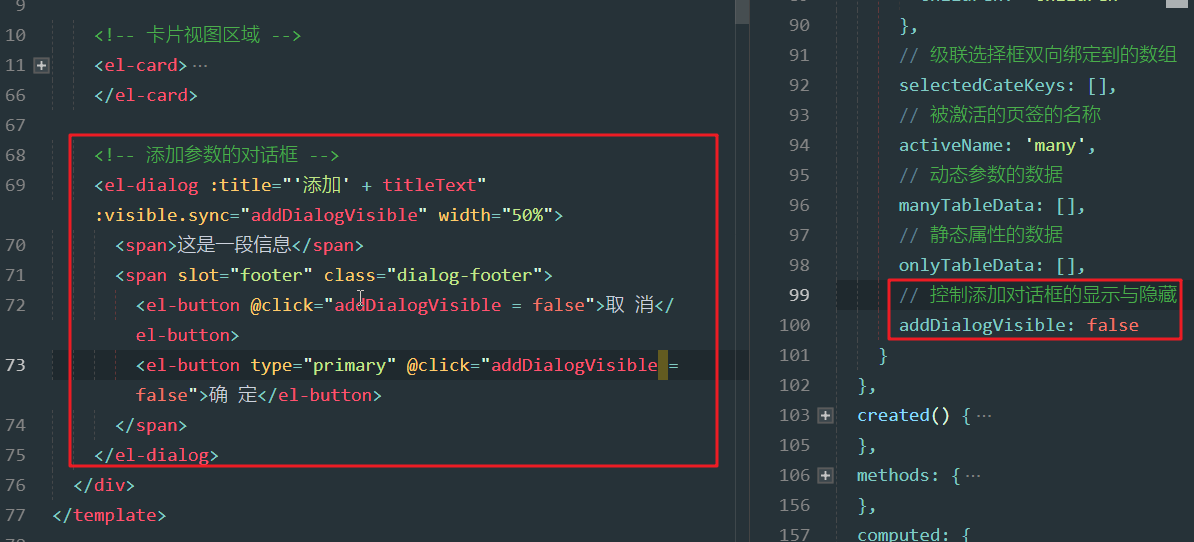 9
10 <!-- 卡片视图区域 -->
11 <el-card>…
66 </el-card>
67
68 <!-- 添加参数的对话框 -->
69 <el-dialog :title="'添加' + titleText"
:visible.sync="addDialogVisible" width="50%">
70 <span>这是一段信息</span>
71 <span slot="footer" class="dialog-footer">
72 <el-button @click="addDialogVisible = false">取 消</
el-button>
73 <el-button type="primary" @click="addDialogVisible =
false">确 定</el-button>
74 </span>
75 </el-dialog>
76 </div>
77 </template>
90 },
91 // 级联选择框双向绑定到的数组
92 selectedCateKeys: [],
93 // 被激活的页签的名称
94 activeName: 'many',
95 // 动态参数的数据
96 manyTableData: [],
97 // 静态属性的数据
98 onlyTableData: [],
99 // 控制添加对话框的显示与隐藏
100 addDialogVisible: false
101 }
102 },
103 created() {…
105 },
106 methods: {…
156 },
157 computed: {